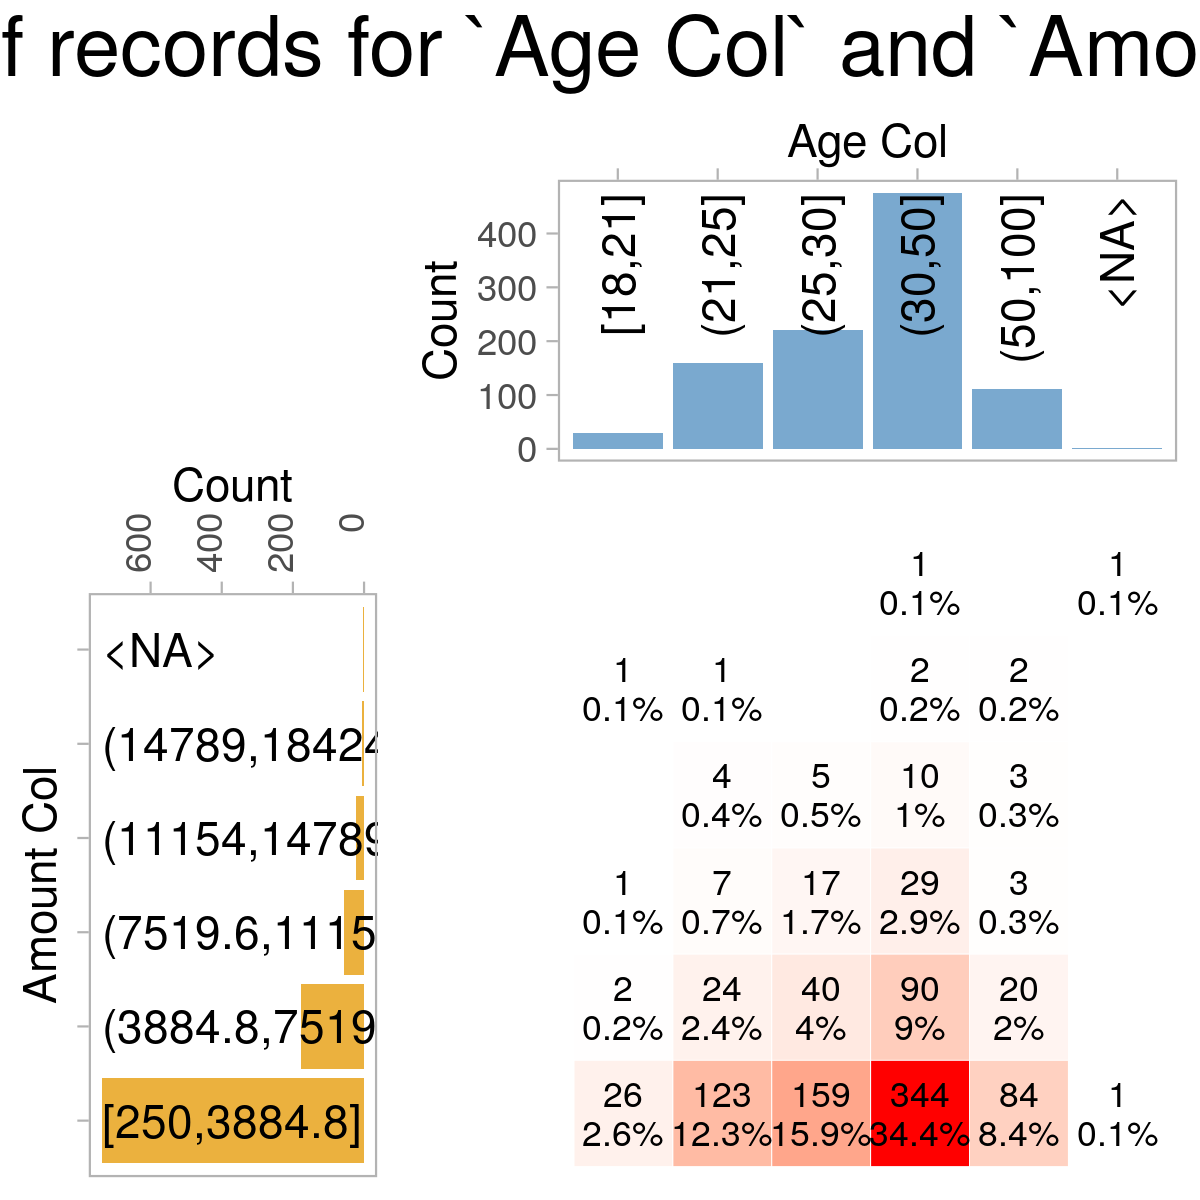 f records for `Age Col` and `Amo
Age Col
[18,21] (21,25] (25,30] (30,50] (50,100] <NA>
Count
400
300
200
100
0
Count
600 400 200 0
Amount Col
<NA>
(14789,18424
(11154,14789
(7519.6,1115
(3884.8,7519
[250,3884.8]
1 1
0.1% 0.1%
1 1 2 2
0.1% 0.1% 0.2% 0.2%
4 5 10 3
0.4% 0.5% 1% 0.3%
1 7 17 29 3
0.1% 0.7% 1.7% 2.9% 0.3%
2 24 40 90 20
0.2% 2.4% 4% 9% 2%
26 123 159 344 84 1
2.6% 12.3% 15.9% 34.4% 8.4% 0.1%